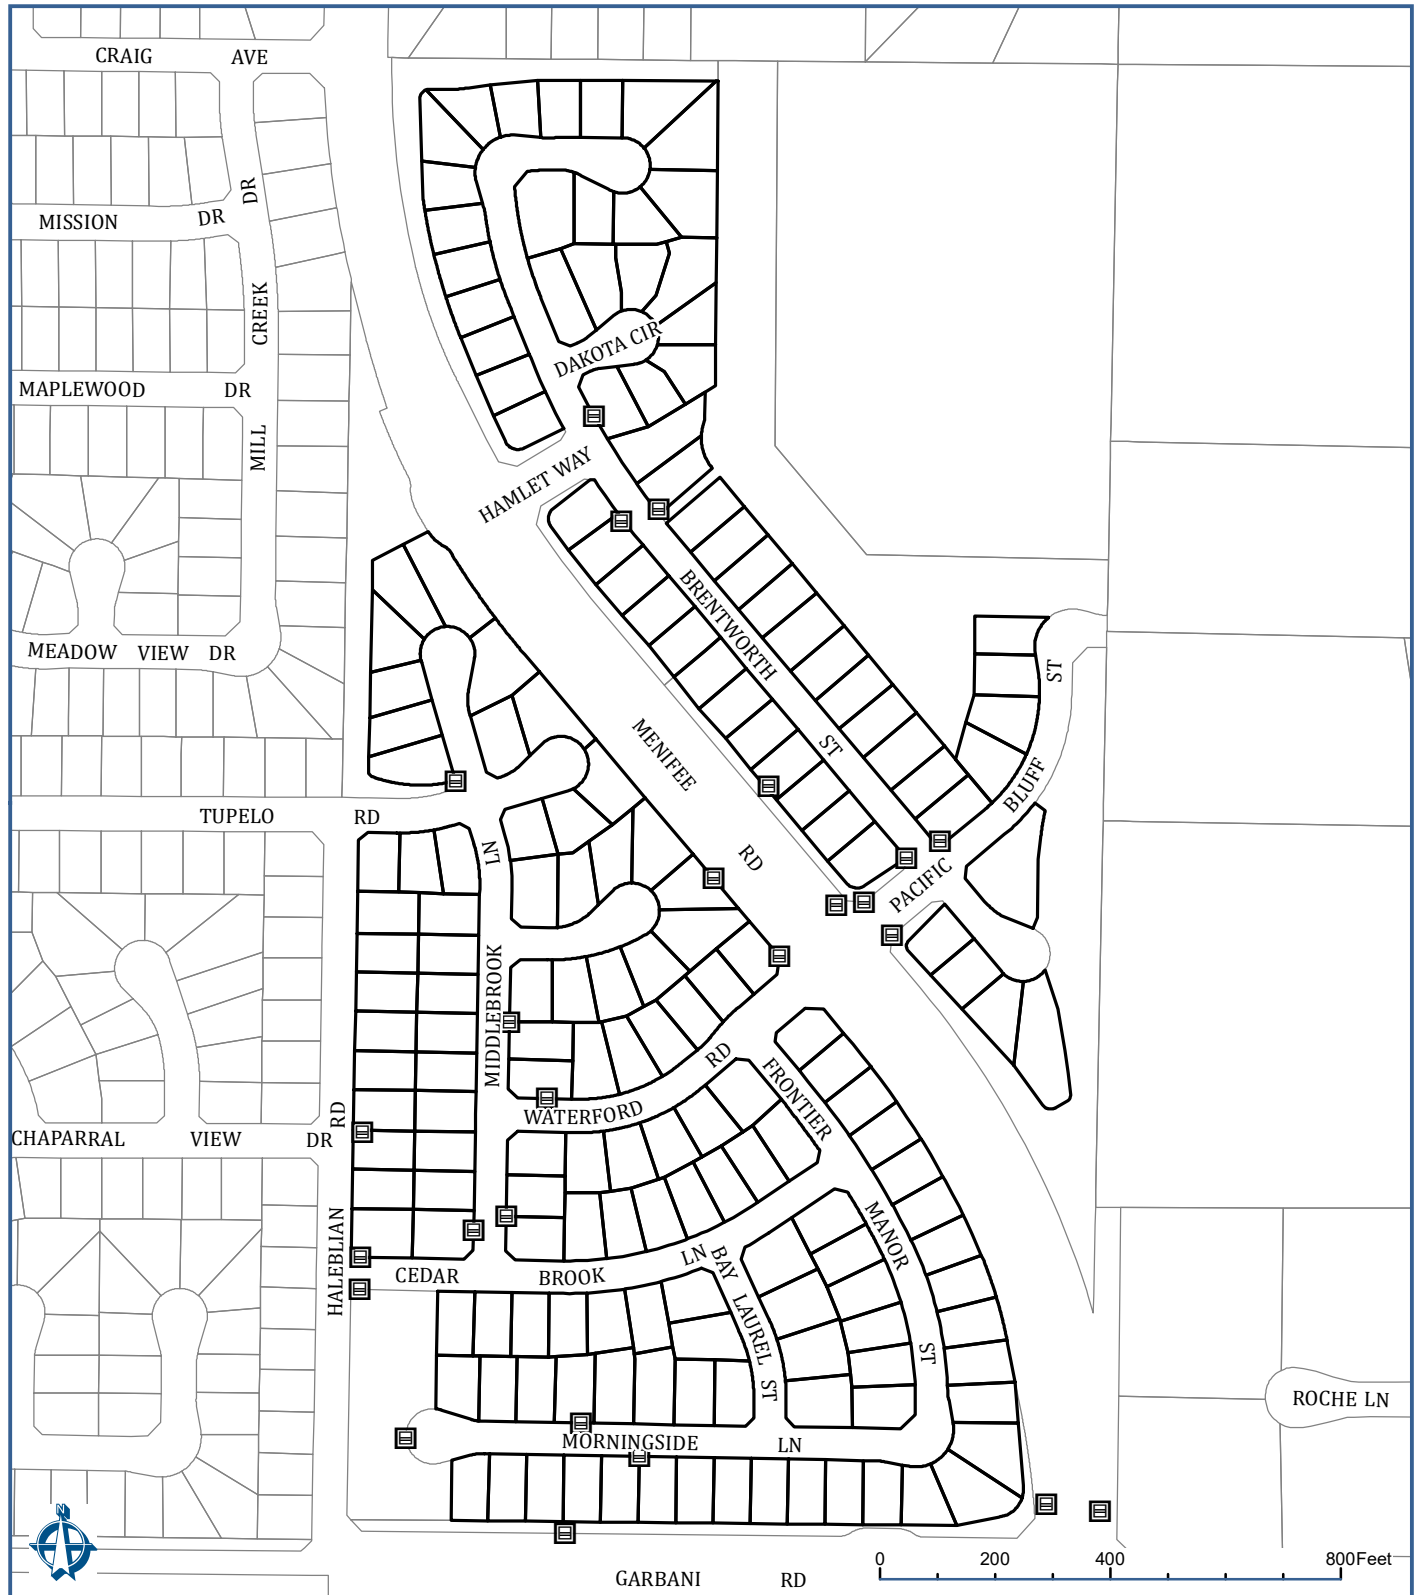 CRAIG AVE
DR
MISSION DR
CREEK
DAKOTA CIR
MAPLEWOOD DR
MILL
HAMLET WAY
BRENTWORTH ST
MEADOW VIEW DR
ST
BLUFF
MENIFEE RD
TUPELO RD
LN
PACIFIC
MIDDLEBROOK
RD
FRONTIER
WATERFORD
RD
CHAPARRAL VIEW DR
MANOR
ST
HALEBLIAN
CEDAR BROOK LN
BAY LAUREL ST
ROCHE LN
MORNINGSIDE LN
N
0 200 400 800Feet
GARBANI RD